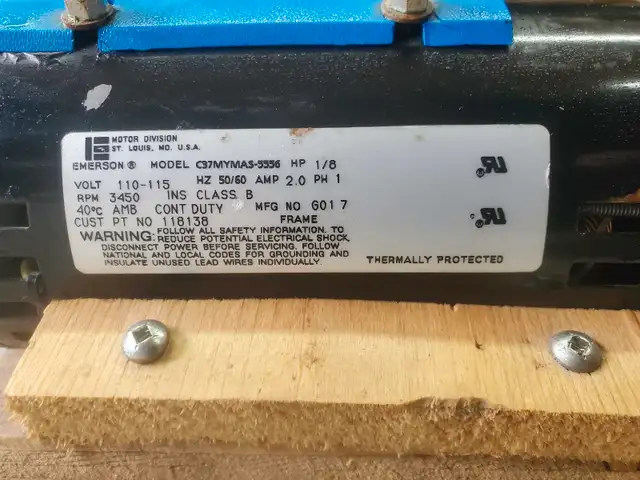 MOTOR DIVISION
ST. LOUIS, MO. U.S.A.
EMERSON® MODEL C37MYMAS-5556 HP 1/8
VOLT 110-115 HZ 50/60 AMP 2.0 PH 1
RPM 3450 INS CLASS B
40°C AMB CONT DUTY MFG NO G017
CUST PT NO 118138 FRAME
WARNING: FOLLOW ALL SAFETY INFORMATION. TO
REDUCE POTENTIAL ELECTRICAL SHOCK,
DISCONNECT POWER BEFORE SERVICING. FOLLOW
NATIONAL AND LOCAL CODES FOR GROUNDING AND
INSULATE UNUSED LEAD WIRES INDIVIDUALLY.
THERMALLY PROTECTED